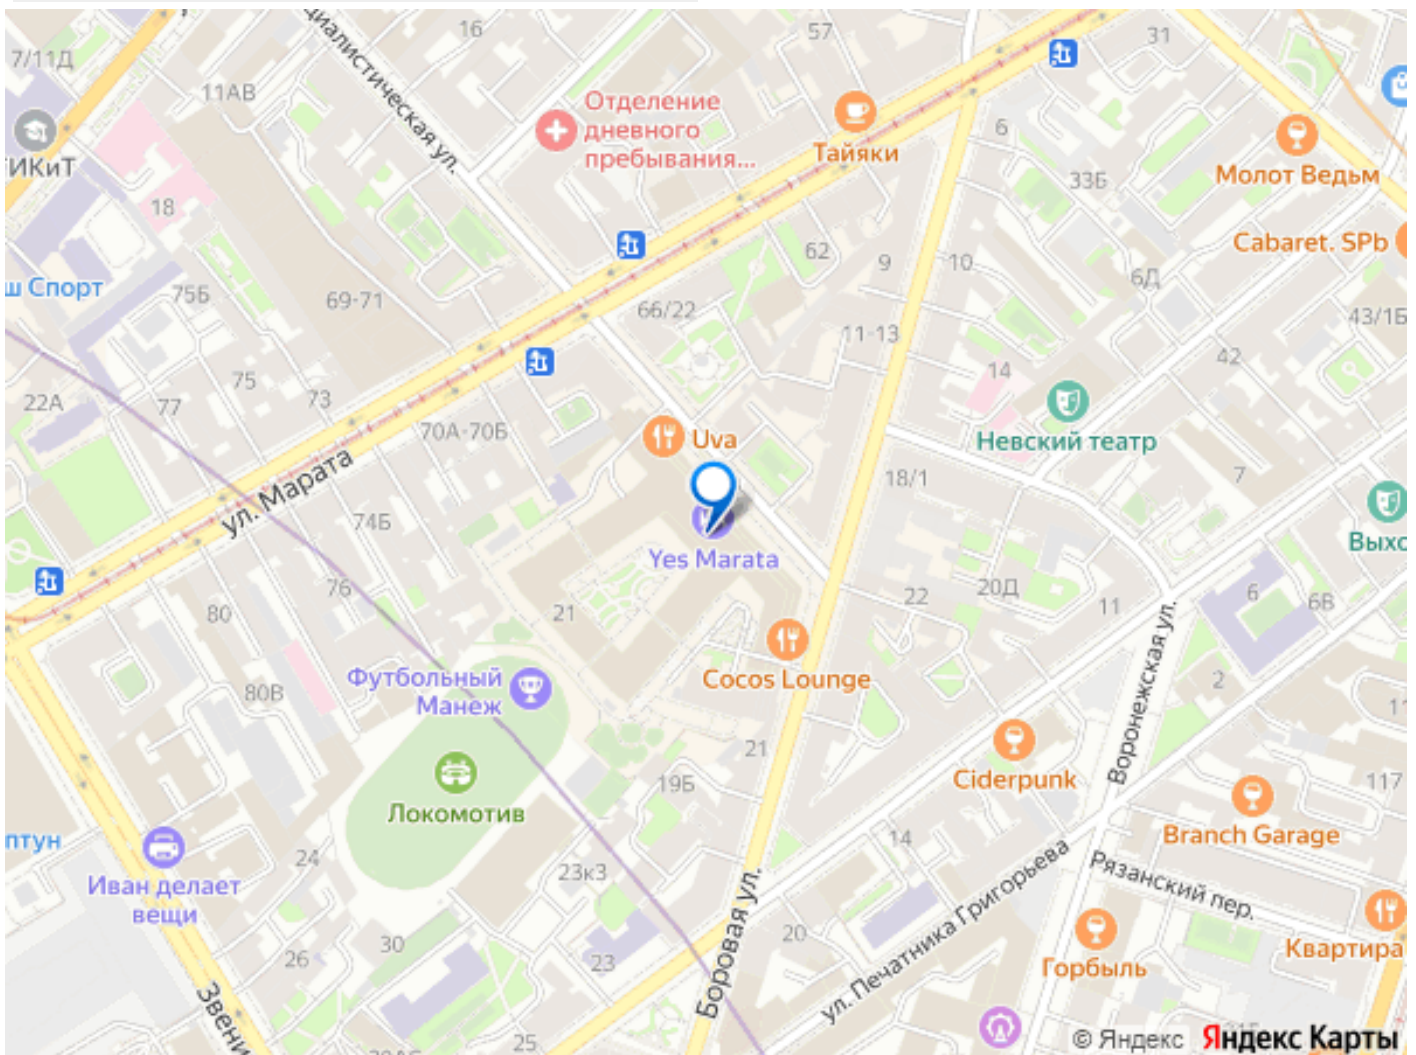 16
57
31
7/11Д
11АВ
циалистическая ул.
Отделение
дневного
пребывания...
Тайяки
6
ИКиТ
33Б
Молот Ведьм
18
62
9
10
Cabaret. SPb
6Д
ш Спорт
75Б
69-71
66/22
11-13
43/1Б
42
14
75
73
22А
77
70А-70Б
Uva
Невский театр
ул. Марата
18/1
7
74Б
Yes Marata
Выхо
76
20Д
22
11
6
6В
80
21
Воронежская ул.
Футбольный
Манеж
Cocos Lounge
2
80В
21
11
19Б
Ciderpunk
117
Локомотив
Branch Garage
птун
14
24
23к3
Иван делает
вещи
Рязанский пер.
ул. Печатника Григорьева
Боровая ул.
30
20
26
23
Горбыль
Квартира
Звени
25
© Яндекс Яндекс Карты